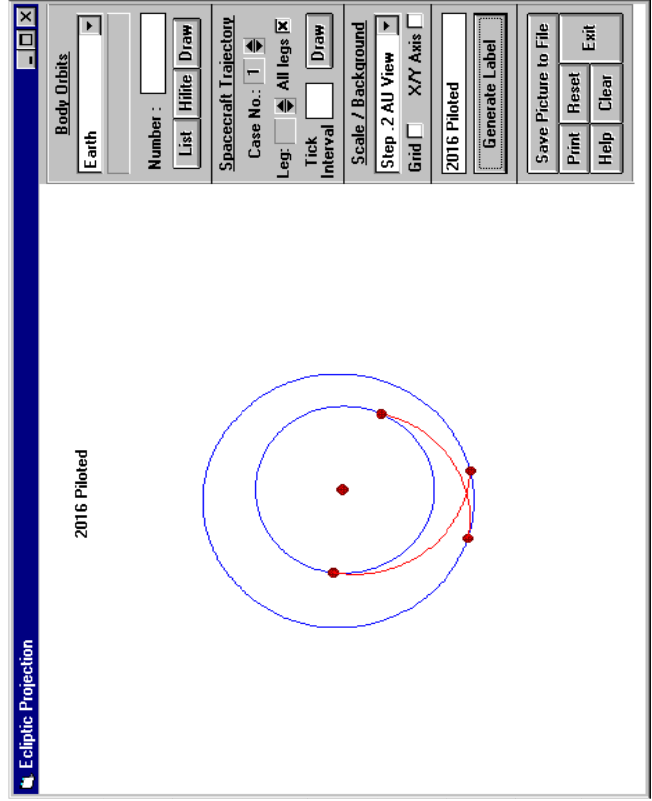 Ecliptic Projection
2016 Piloted
Body Orbits
Earth
Number :
List Hilite Draw
Spacecraft Trajectory
Case No.: 1
Leg: All legs
Tick
Interval
Draw
Scale / Background
Step .2 AU View
Grid X/Y Axis
2016 Piloted
Generate Label
Save Picture to File
Print Reset Exit
Help Clear